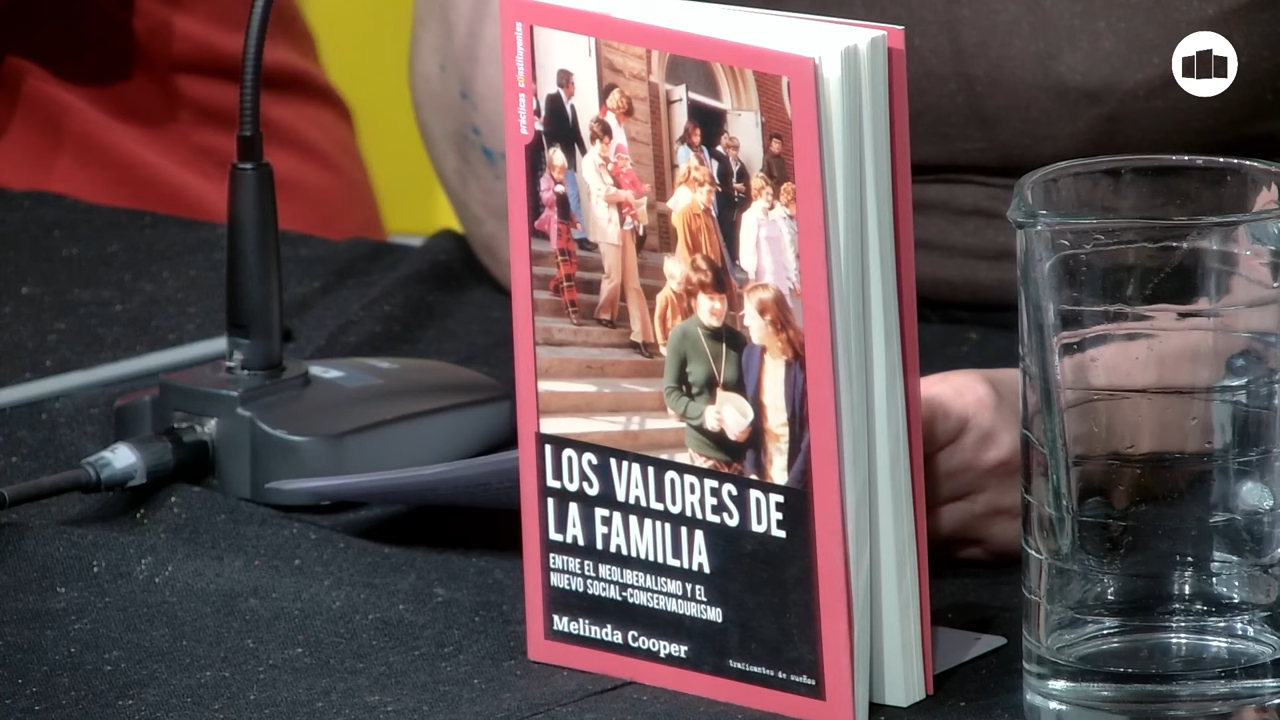 prácticas constituyentes
LOS VALORES DE
LA FAMILIA
ENTRE EL NEOLIBERALISMO Y EL
NUEVO SOCIAL-CONSERVADURISMO
Melinda Cooper
traficantes de sueños